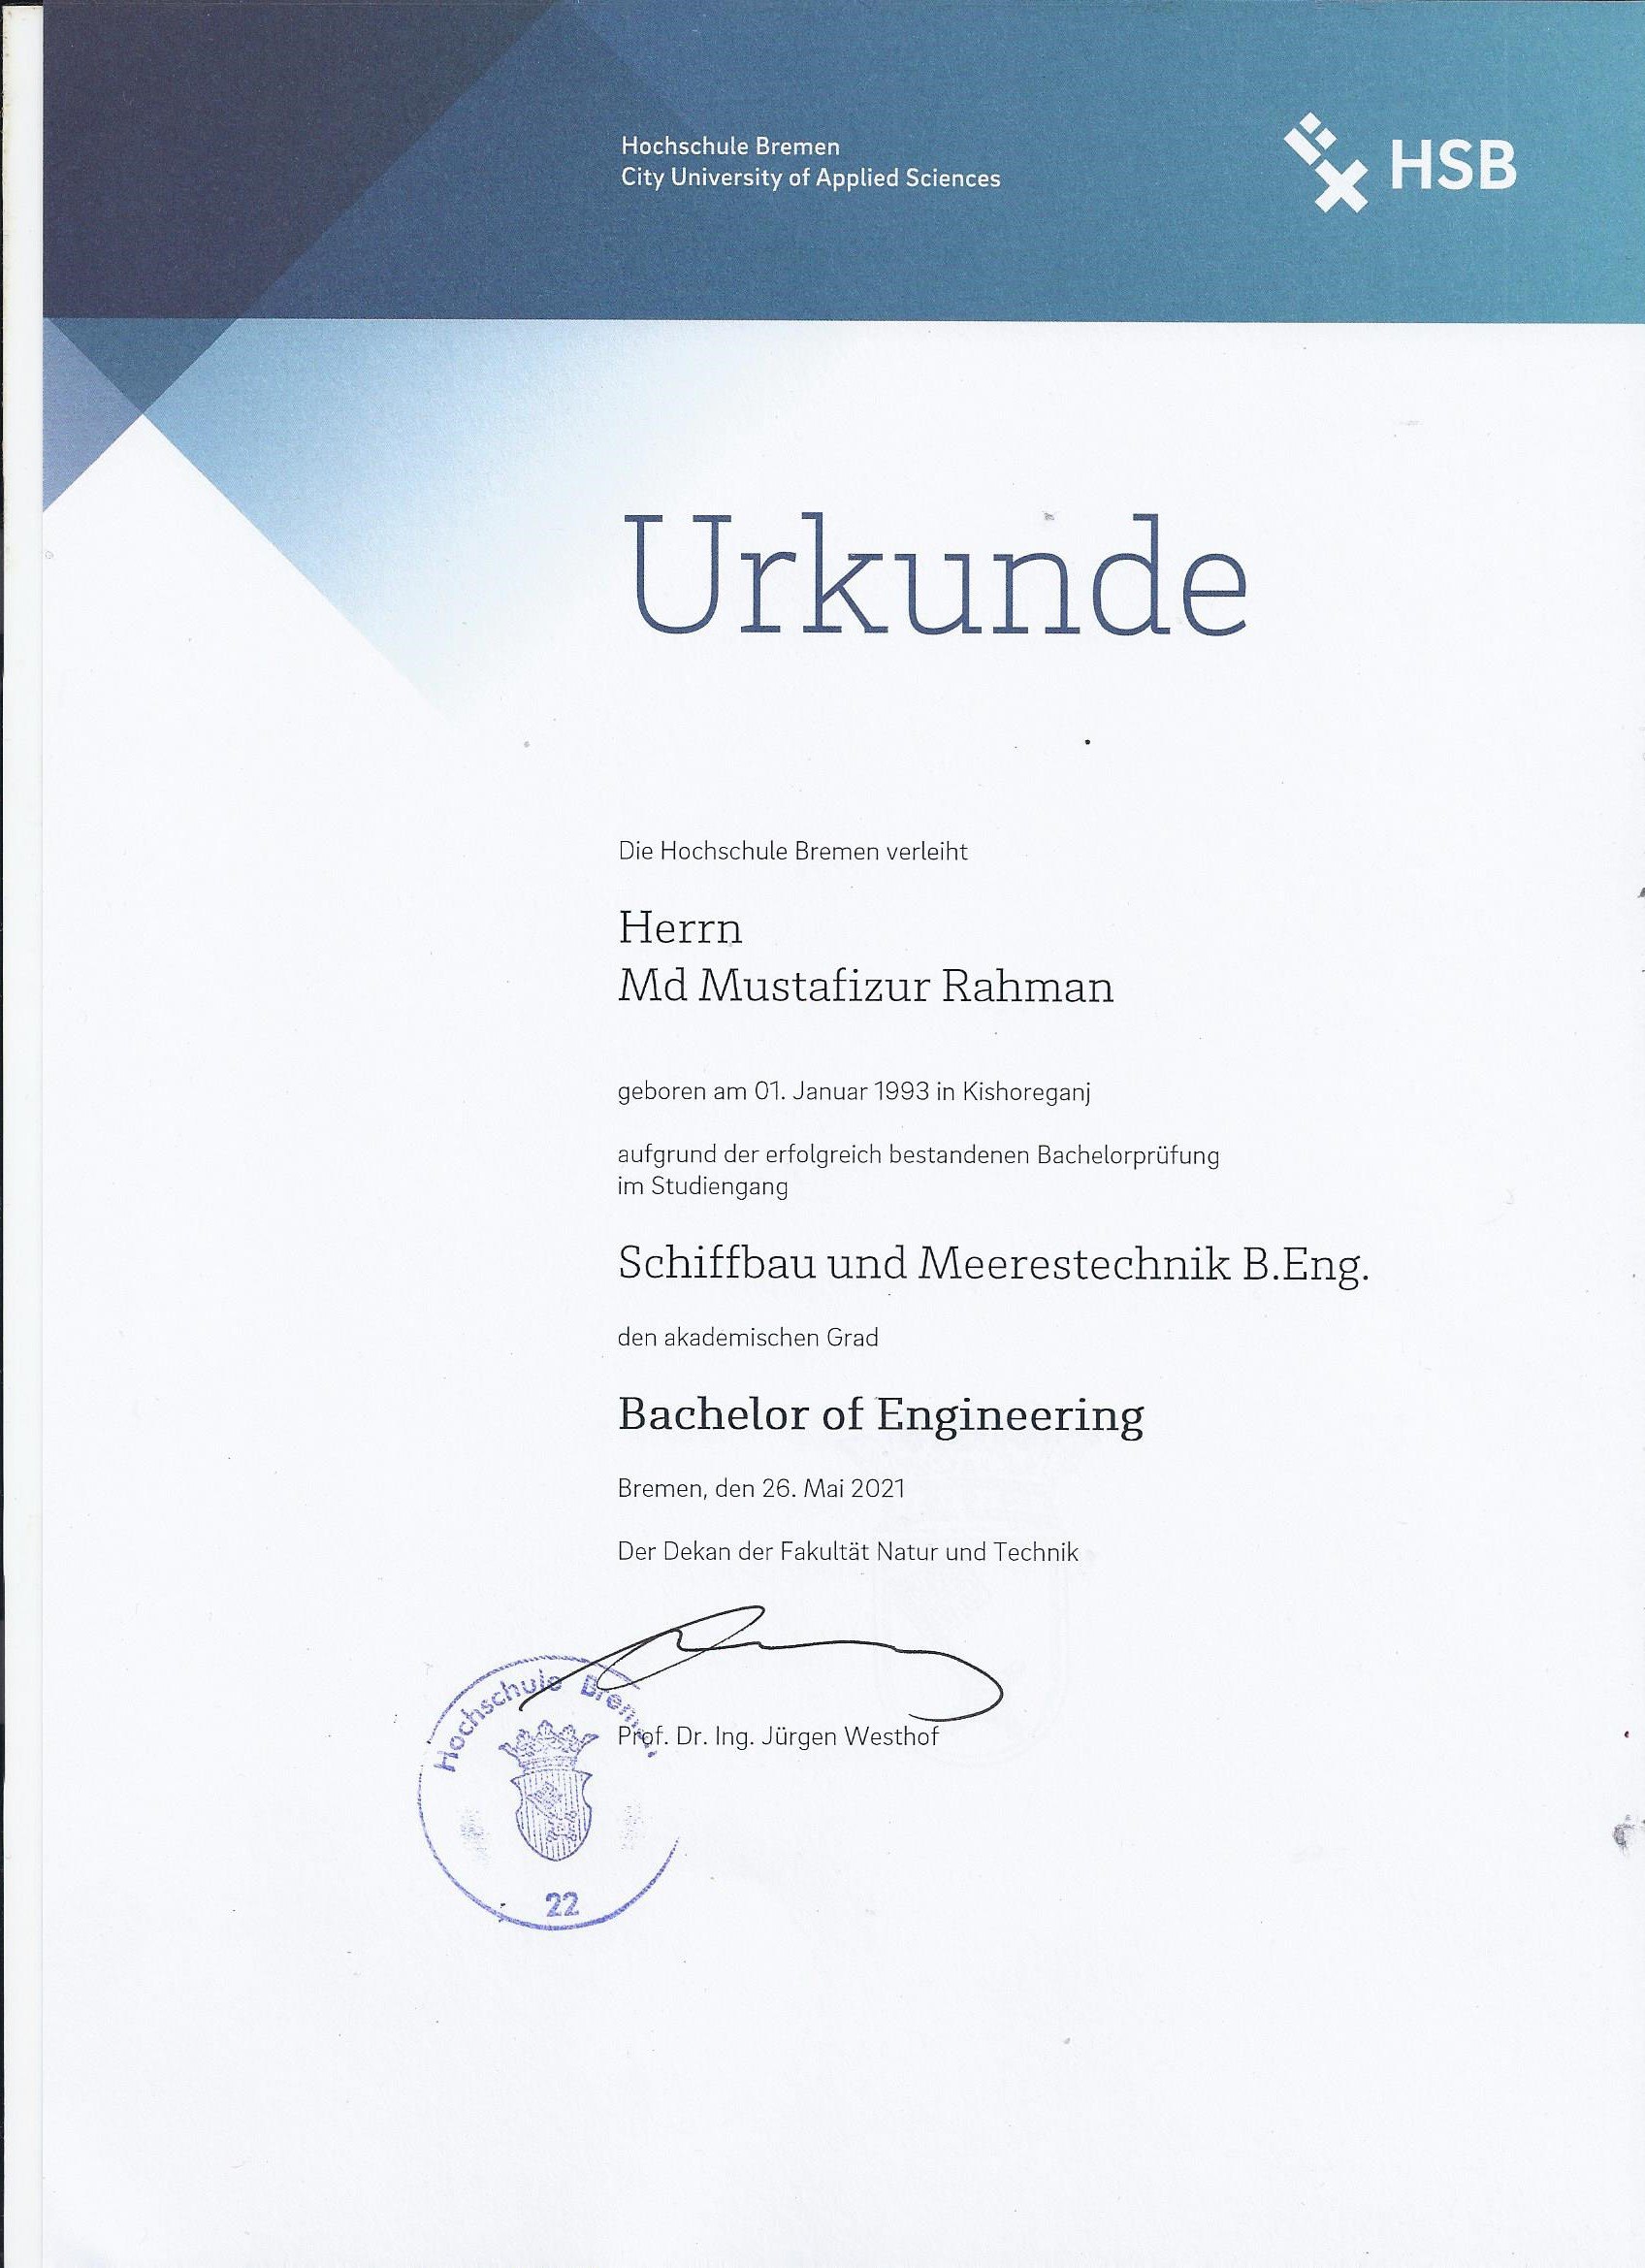 Hochschule Bremen
City University of Applied Sciences
HSB
Urkunde
Die Hochschule Bremen verleiht
Herrn
Md Mustafizur Rahman
geboren am 01. Januar 1993 in Kishoreganj
aufgrund der erfolgreich bestandenen Bachelorprüfung
im Studiengang
Schiffbau und Meerestechnik B.Eng.
den akademischen Grad
Bachelor of Engineering
Bremen, den 26. Mai 2021
Der Dekan der Fakultät Natur und Technik
Prof. Dr. Ing. Jürgen Westhof
Hochschule Bremen
22